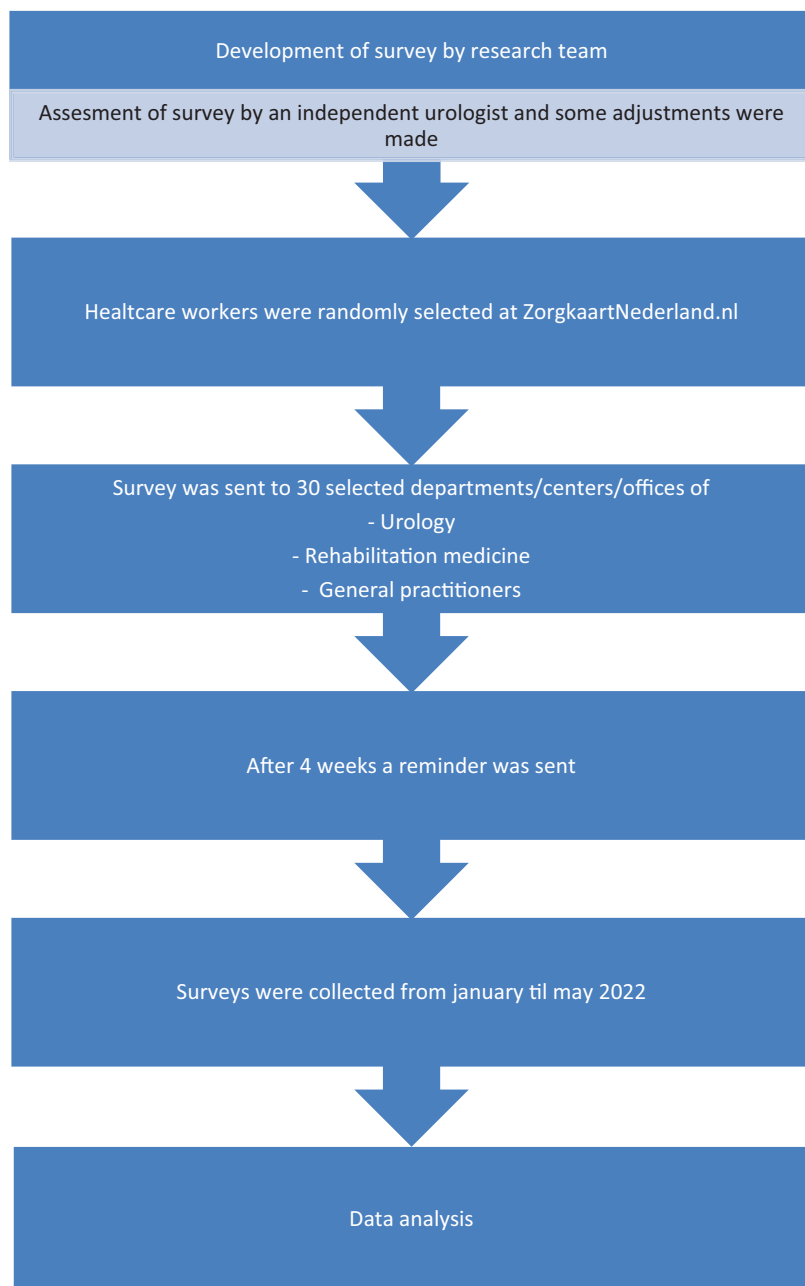 Development of survey by research team
Assesment of survey by an independent urologist and some adjustments were
made
Healtcare workers were randomly selected at ZorgkaartNederland.nl
Survey was sent to 30 selected departments/centers/offices of
- Urology
- Rehabilitation medicine
- General practitioners
After 4 weeks a reminder was sent
Surveys were collected from january til may 2022
Data analysis